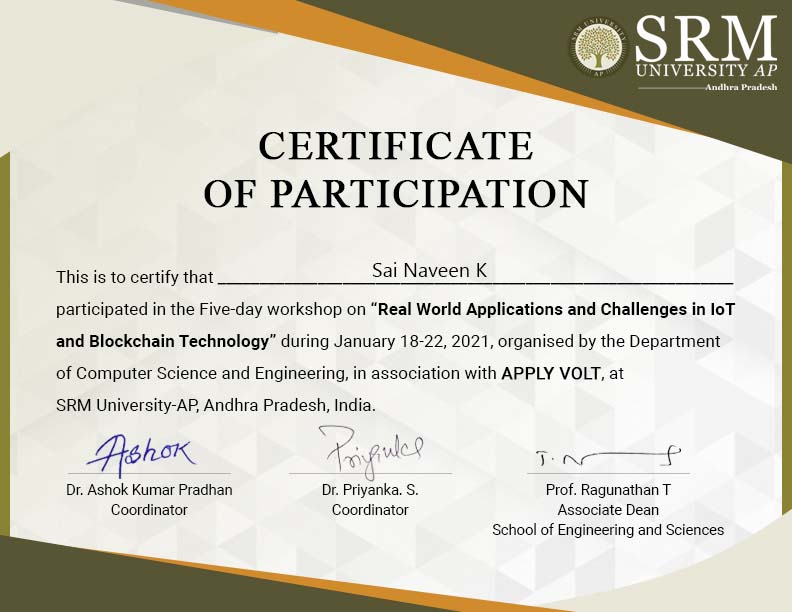 SRM UNIVERSITY
AP
SRM
UNIVERSITY AP
Andhra Pradesh
CERTIFICATE
OF PARTICIPATION
This is to certify that Sai Naveen K
participated in the Five-day workshop on “Real World Applications and Challenges in IoT
and Blockchain Technology” during January 18-22, 2021, organised by the Department
of Computer Science and Engineering, in association with APPLY VOLT, at
SRM University-AP, Andhra Pradesh, India.
Ashok
Priyanka
T. N
Dr. Ashok Kumar Pradhan
Coordinator
Dr. Priyanka. S.
Coordinator
Prof. Ragunathan T
Associate Dean
School of Engineering and Sciences